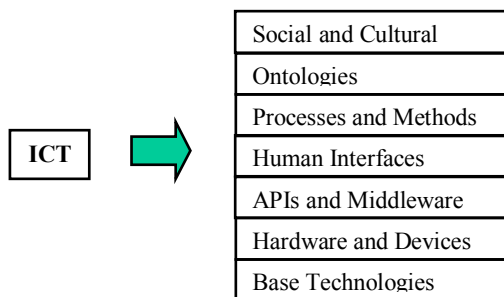 Social and Cultural
Ontologies
Processes and Methods
ICT
Human Interfaces
APIs and Middleware
Hardware and Devices
Base Technologies